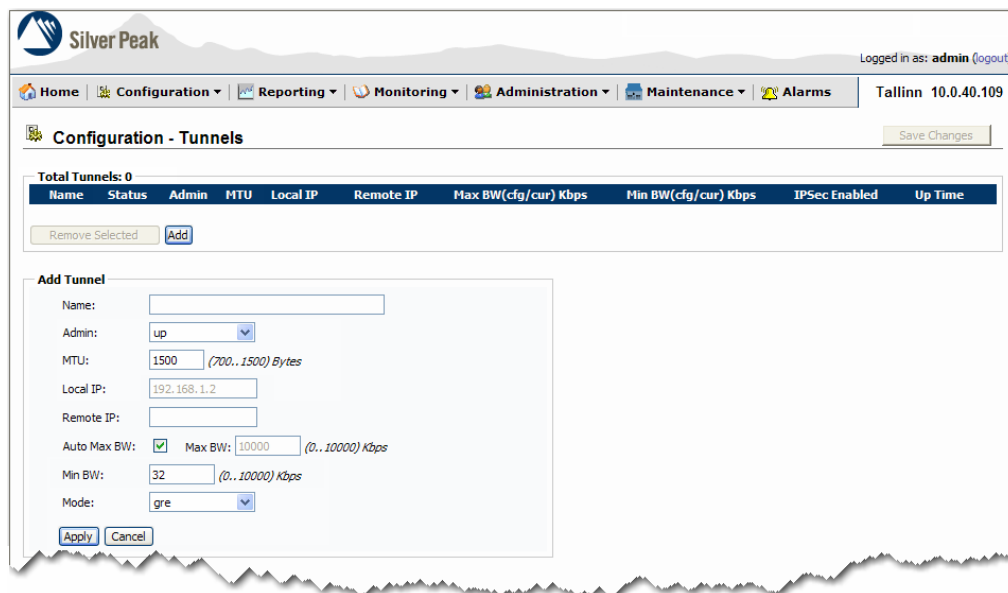 Silver Peak
Logged in as: admin (logout
Home Configuration Reporting Monitoring Administration Maintenance Alarms Tallinn 10.0.40.109
Configuration - Tunnels Save Changes
Total Tunnels: 0
Name Status Admin MTU Local IP Remote IP Max BW(cfg/cur) Kbps Min BW(cfg/cur) Kbps IPSec Enabled Up Time
Remove Selected Add
Add Tunnel
Name:
Admin: up
MTU: 1500 (700..1500) Bytes
Local IP: 192.168.1.2
Remote IP:
Auto Max BW: Max BW: 10000 (0..10000) Kbps
Min BW: 32 (0..10000) Kbps
Mode: gre
Apply Cancel